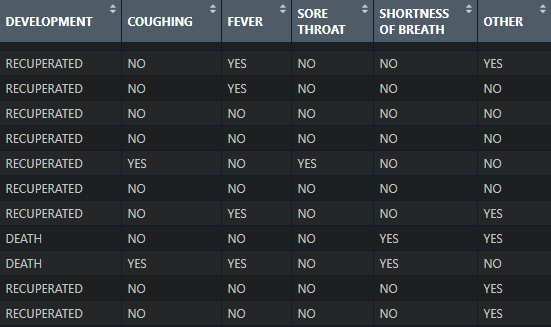 DEVELOPMENT COUGHING FEVER SORE THROAT SHORTNESS OF BREATH OTHER
RECUPERATED NO YES NO NO YES
RECUPERATED NO YES NO NO NO
RECUPERATED NO NO NO NO NO
RECUPERATED NO NO NO NO NO
RECUPERATED YES NO YES NO NO
RECUPERATED NO NO NO NO NO
RECUPERATED NO YES NO NO YES
DEATH NO NO NO YES YES
DEATH YES YES NO YES NO
RECUPERATED NO NO NO NO YES
RECUPERATED NO NO NO NO YES